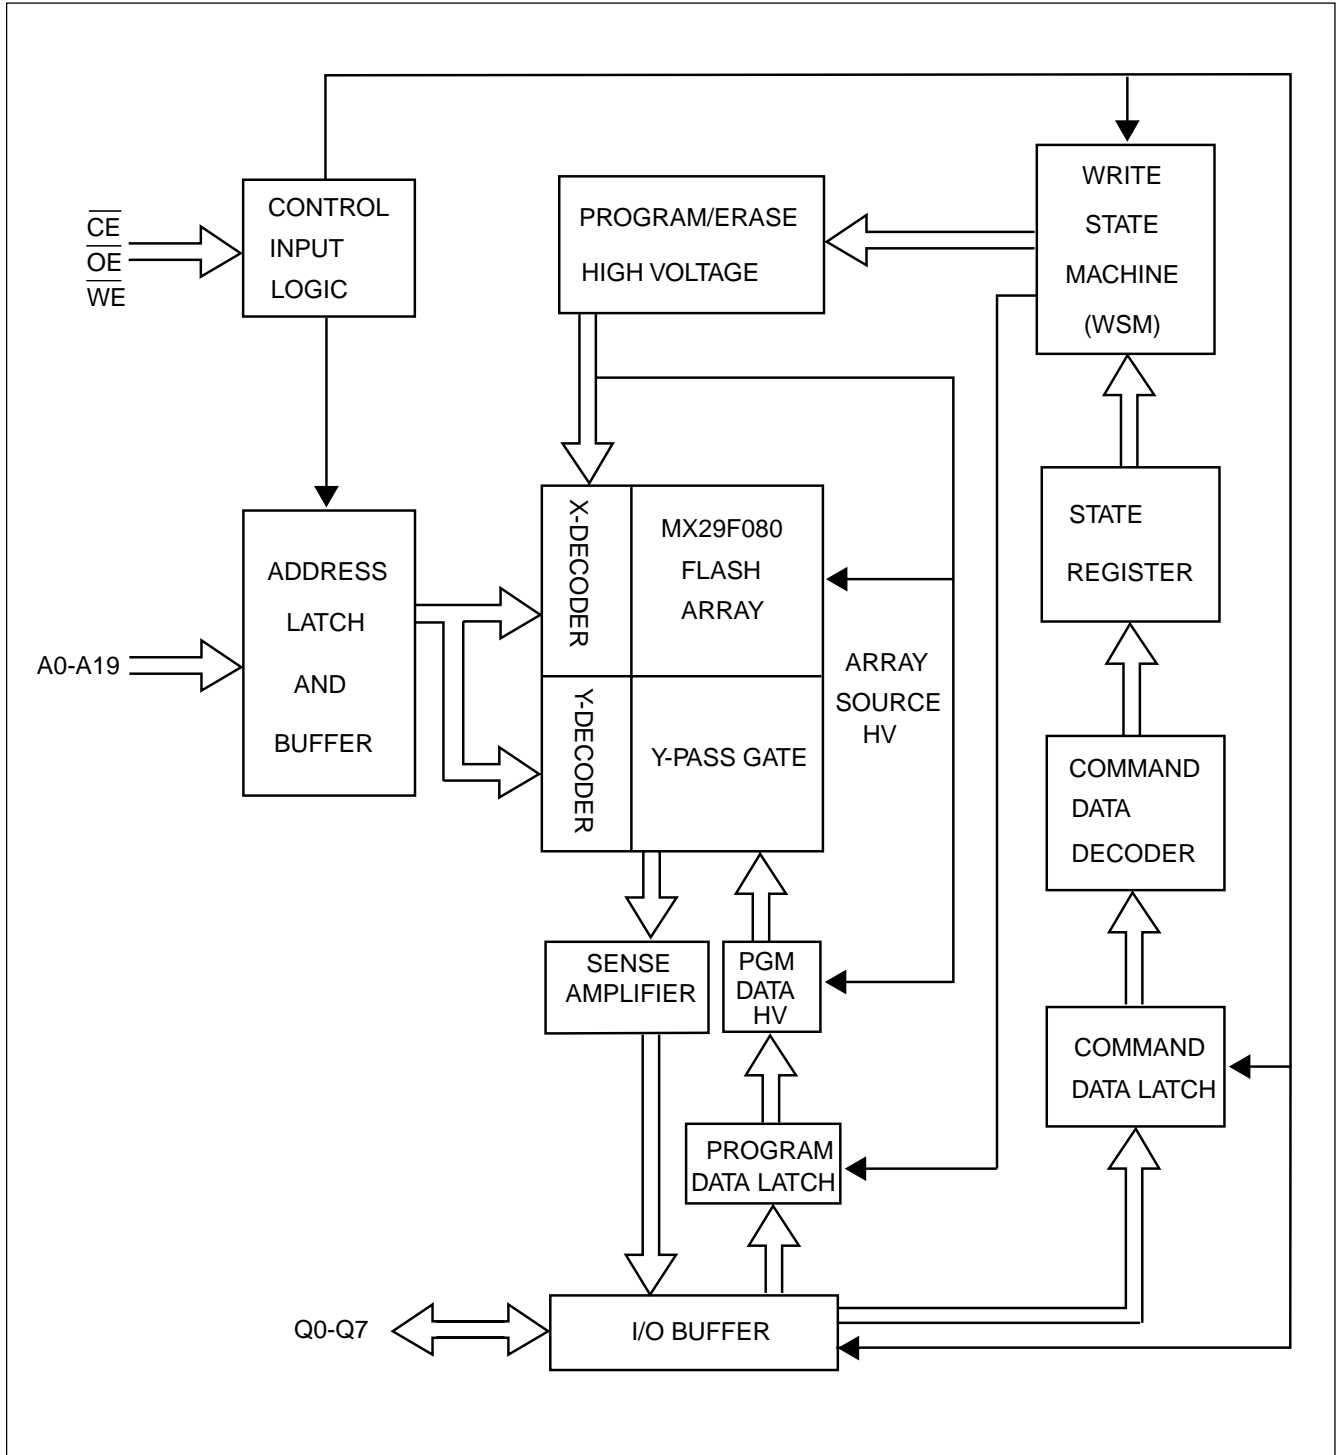 CE
OE
WE
CONTROL
INPUT
LOGIC
PROGRAM/ERASE
HIGH VOLTAGE
WRITE
STATE
MACHINE
(WSM)
STATE
REGISTER
A0-A19
ADDRESS
LATCH
AND
BUFFER
X-DECODER
MX29F080
FLASH
ARRAY
Y-DECODER
Y-PASS GATE
ARRAY
SOURCE
HV
COMMAND
DATA
DECODER
SENSE
AMPLIFIER
PGM
DATA
HV
COMMAND
DATA LATCH
PROGRAM
DATA LATCH
Q0-Q7
I/O BUFFER